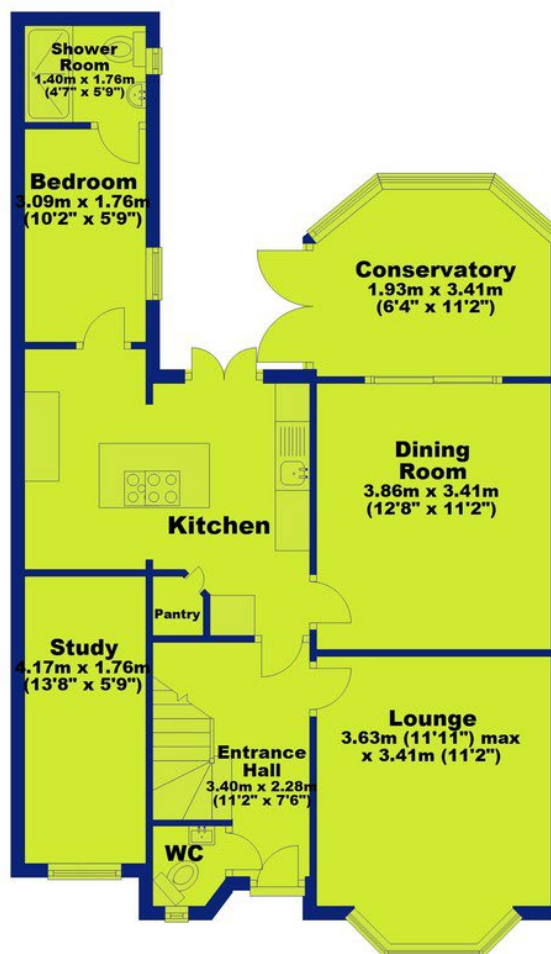 Shower
Room
1.40m x 1.76m
(4'7" x 5'9")
Bedroom
3.09m x 1.76m
(10'2" x 5'9")
Conservatory
1.93m x 3.41m
(6'4" x 11'2")
Dining
Room
3.86m x 3.41m
(12'8" x 11'2")
Kitchen
Pantry
Study
4.17m x 1.76m
(13'8" x 5'9")
Lounge
3.63m (11'11") max
x 3.41m (11'2")
Entrance
Hall
3.40m x 2.28m
(11'2" x 7'6")
WC